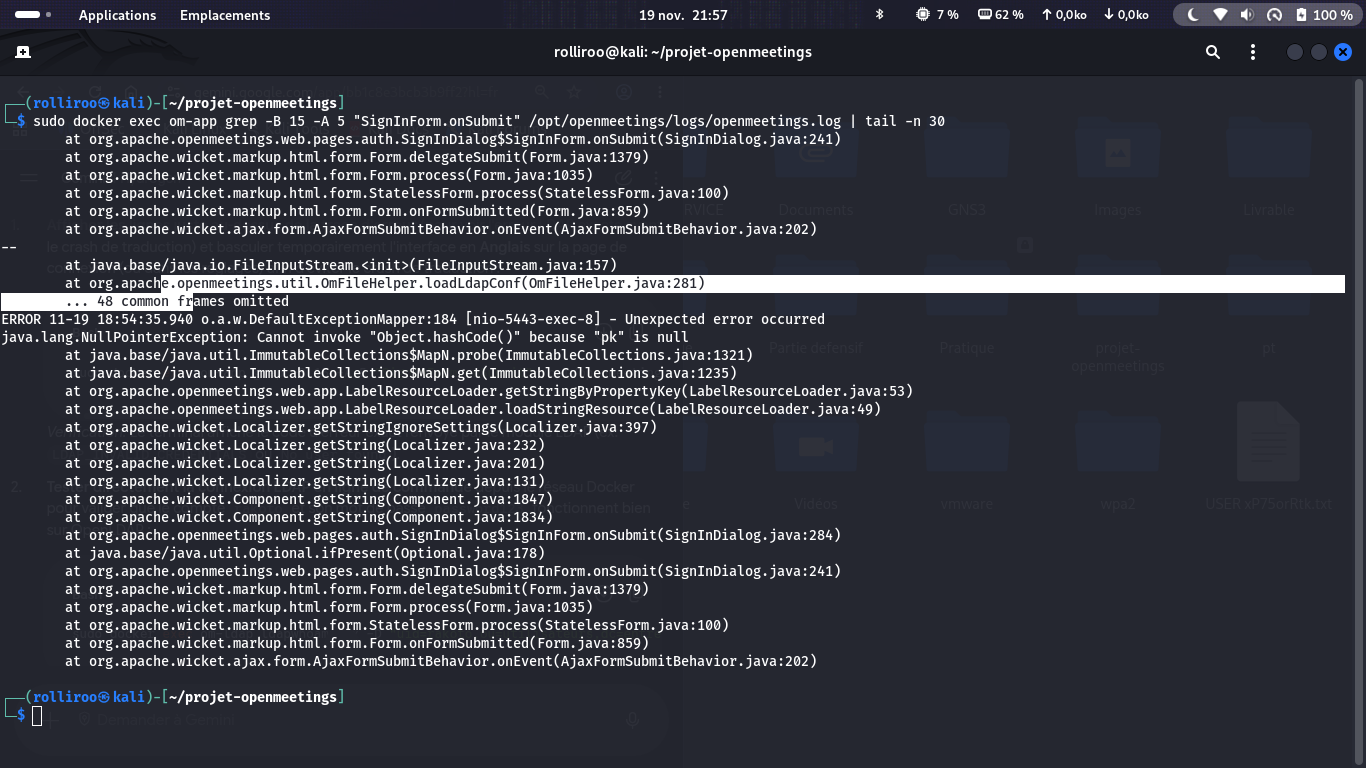 Applications Emplacements 19 nov. 21:57 7 % 62 % 0,0ko 0,0ko 100 %
rolliroo@kali: ~/projet-openmeetings
┌──(rolliroo㉿kali)-[~/projet-openmeetings]
└─$ sudo docker exec om-app grep -B 15 -A 5 "SignInForm.onSubmit" /opt/openmeetings/logs/openmeetings.log | tail -n 30
at org.apache.openmeetings.web.pages.auth.SignInDialog$SignInForm.onSubmit(SignInDialog.java:241)
at org.apache.wicket.markup.html.form.Form.delegateSubmit(Form.java:1379)
at org.apache.wicket.markup.html.form.Form.process(Form.java:1035)
at org.apache.wicket.markup.html.form.StatelessForm.process(StatelessForm.java:100)
at org.apache.wicket.markup.html.form.Form.onFormSubmitted(Form.java:859)
at org.apache.wicket.ajax.form.AjaxFormSubmitBehavior.onEvent(AjaxFormSubmitBehavior.java:202)
--
at java.base/java.io.FileInputStream.<init>(FileInputStream.java:157)
at org.apache.openmeetings.util.OmFileHelper.loadLdapConf(OmFileHelper.java:281)
... 48 common frames omitted
ERROR 11-19 18:54:35.940 o.a.w.DefaultExceptionMapper:184 [nio-5443-exec-8] - Unexpected error occurred
java.lang.NullPointerException: Cannot invoke "Object.hashCode()" because "pk" is null
at java.base/java.util.ImmutableCollections$MapN.probe(ImmutableCollections.java:1321)
at java.base/java.util.ImmutableCollections$MapN.get(ImmutableCollections.java:1235)
at org.apache.openmeetings.web.app.LabelResourceLoader.getStringByPropertyKey(LabelResourceLoader.java:53)
at org.apache.openmeetings.web.app.LabelResourceLoader.loadStringResource(LabelResourceLoader.java:49)
at org.apache.wicket.Localizer.getStringIgnoreSettings(Localizer.java:397)
at org.apache.wicket.Localizer.getString(Localizer.java:232)
at org.apache.wicket.Localizer.getString(Localizer.java:201)
at org.apache.wicket.Localizer.getString(Localizer.java:131)
at org.apache.wicket.Component.getString(Component.java:1847)
at org.apache.wicket.Component.getString(Component.java:1834)
at org.apache.openmeetings.web.pages.auth.SignInDialog$SignInForm.onSubmit(SignInDialog.java:284)
at java.base/java.util.Optional.ifPresent(Optional.java:178)
at org.apache.openmeetings.web.pages.auth.SignInDialog$SignInForm.onSubmit(SignInDialog.java:241)
at org.apache.wicket.markup.html.form.Form.delegateSubmit(Form.java:1379)
at org.apache.wicket.markup.html.form.Form.process(Form.java:1035)
at org.apache.wicket.markup.html.form.StatelessForm.process(StatelessForm.java:100)
at org.apache.wicket.markup.html.form.Form.onFormSubmitted(Form.java:859)
at org.apache.wicket.ajax.form.AjaxFormSubmitBehavior.onEvent(AjaxFormSubmitBehavior.java:202)
┌──(rolliroo㉿kali)-[~/projet-openmeetings]
└─$
Documents GNS3 Images Livrable
Partie defensif Pratique projet-openmeetings pt
Vidéos vmware wpa2 USER xP75orRtk.txt
Demander à Gemini